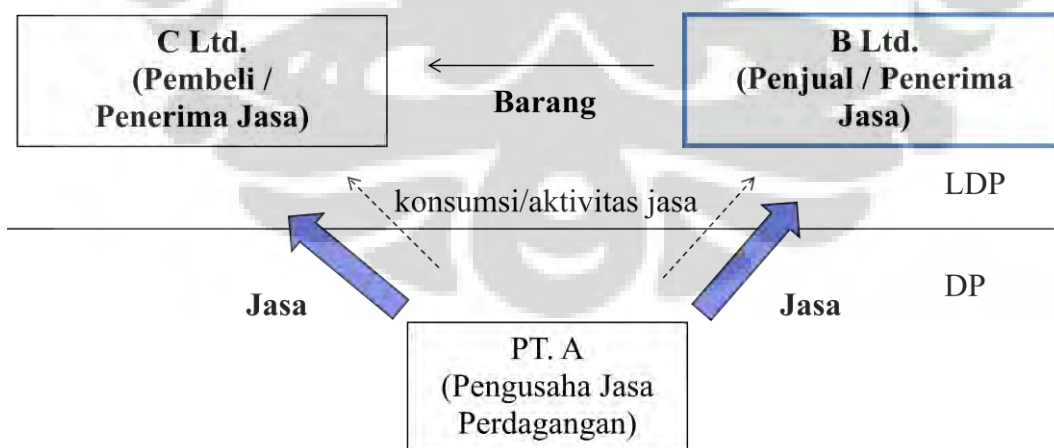 C Ltd.
(Pembeli /
Penerima Jasa)
Barang
B Ltd.
(Penjual / Penerima
Jasa)
LDP
konsumsi/aktivitas jasa
DP
Jasa
Jasa
PT. A
(Pengusaha Jasa
Perdagangan)